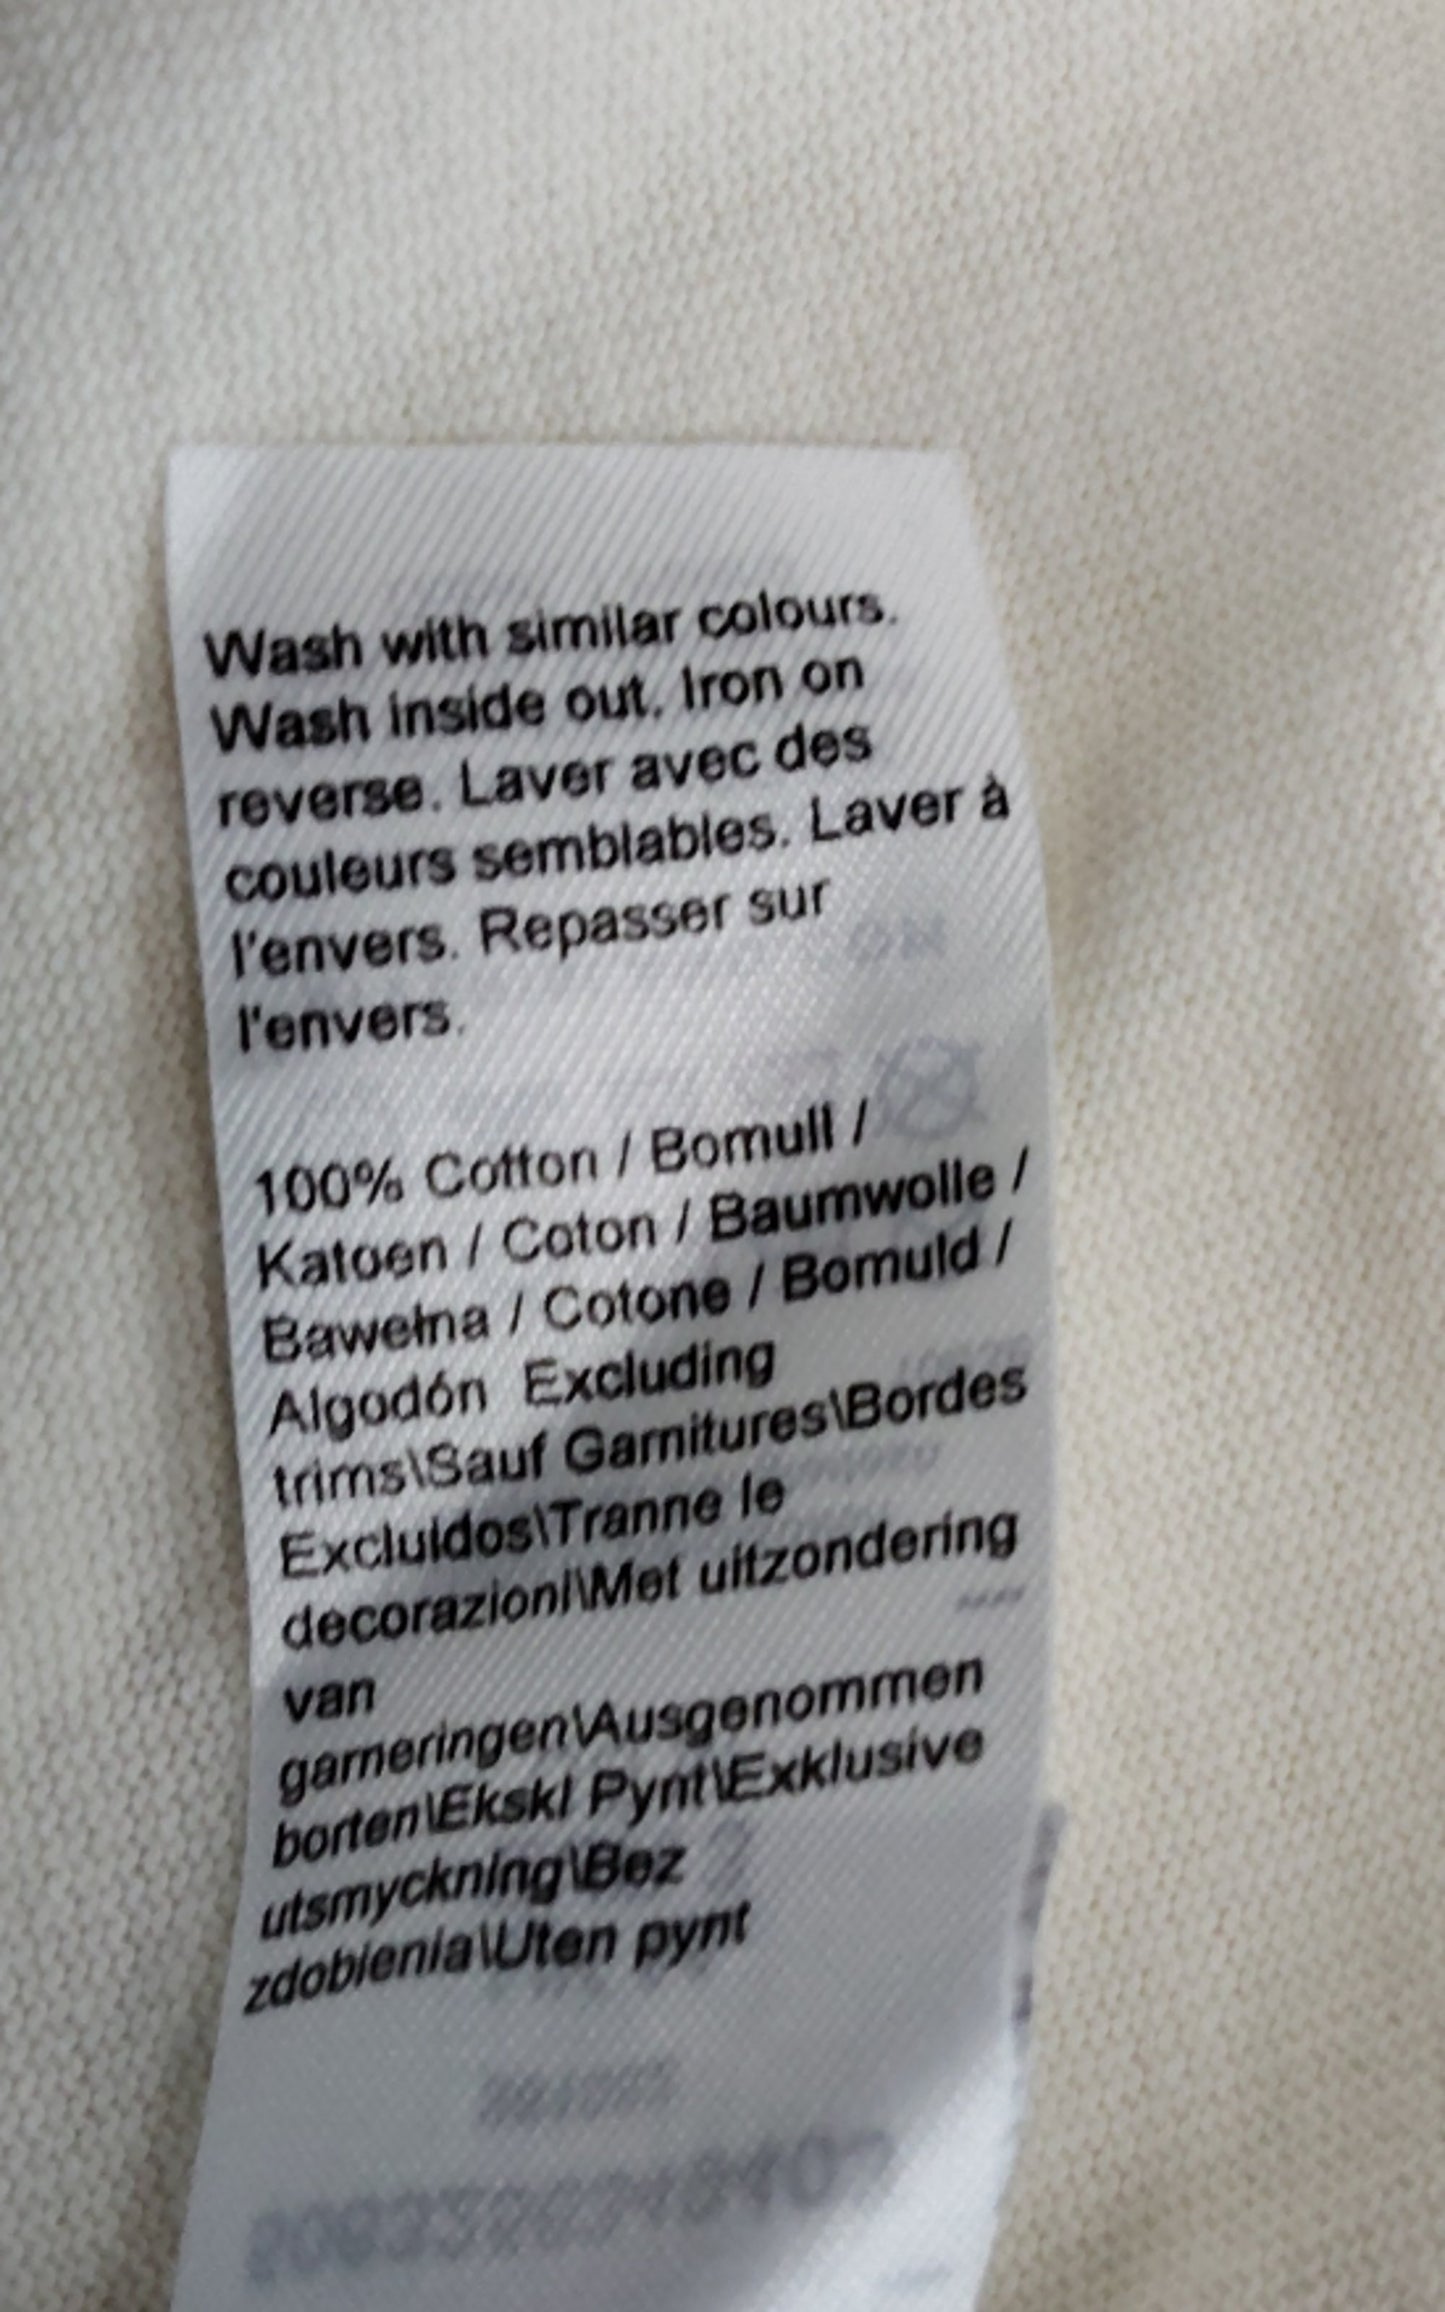 Wash with similar colours.
Wash inside out. Iron on
reverse. Laver avec des
couleurs semblables. Laver à
l'envers. Repasser sur
l'envers.
100% Cotton / Bomull /
Katoen / Coton / Baumwolle /
Bawełna / Cotone / Bomuld /
Algodón Excluding
trims\Sauf Garnitures\Bordes
Excluidos\Tranne le
decorazioni\Met uitzondering
van
garneringen\Ausgenommen
borten\Ekskl Pynt\Exklusive
utsmyckning\Bez
zdobienia\Uten pynt